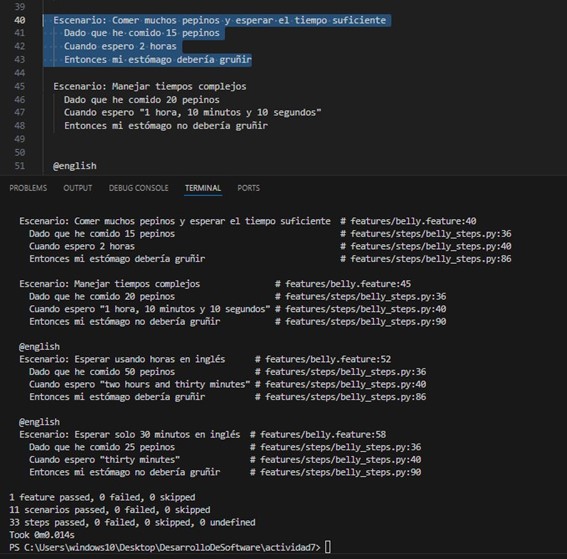 40 Escenario: Comer muchos pepinos y esperar el tiempo suficiente
41 Dado que he comido 15 pepinos
42 Cuando espero 2 horas
43 Entonces mi estómago debería gruñir
44
45 Escenario: Manejar tiempos complejos
46 Dado que he comido 20 pepinos
47 Cuando espero "1 hora, 10 minutos y 10 segundos"
48 Entonces mi estómago no debería gruñir
49
50
51 @english
PROBLEMS OUTPUT DEBUG CONSOLE TERMINAL PORTS
Escenario: Comer muchos pepinos y esperar el tiempo suficiente # features/belly.feature:40
Dado que he comido 15 pepinos # features/steps/belly_steps.py:36
Cuando espero 2 horas # features/steps/belly_steps.py:40
Entonces mi estómago debería gruñir # features/steps/belly_steps.py:86
Escenario: Manejar tiempos complejos # features/belly.feature:45
Dado que he comido 20 pepinos # features/steps/belly_steps.py:36
Cuando espero "1 hora, 10 minutos y 10 segundos" # features/steps/belly_steps.py:40
Entonces mi estómago no debería gruñir # features/steps/belly_steps.py:90
@english
Escenario: Esperar usando horas en inglés # features/belly.feature:52
Dado que he comido 50 pepinos # features/steps/belly_steps.py:36
Cuando espero "two hours and thirty minutes" # features/steps/belly_steps.py:40
Entonces mi estómago debería gruñir # features/steps/belly_steps.py:86
@english
Escenario: Esperar solo 30 minutos en inglés # features/belly.feature:58
Dado que he comido 25 pepinos # features/steps/belly_steps.py:36
Cuando espero "thirty minutes" # features/steps/belly_steps.py:40
Entonces mi estómago no debería gruñir # features/steps/belly_steps.py:90
1 feature passed, 0 failed, 0 skipped
11 scenarios passed, 0 failed, 0 skipped
33 steps passed, 0 failed, 0 skipped, 0 undefined
Took 0m0.014s
PS C:\Users\windows10\Desktop\DesarrolloDeSoftware\actividad7>